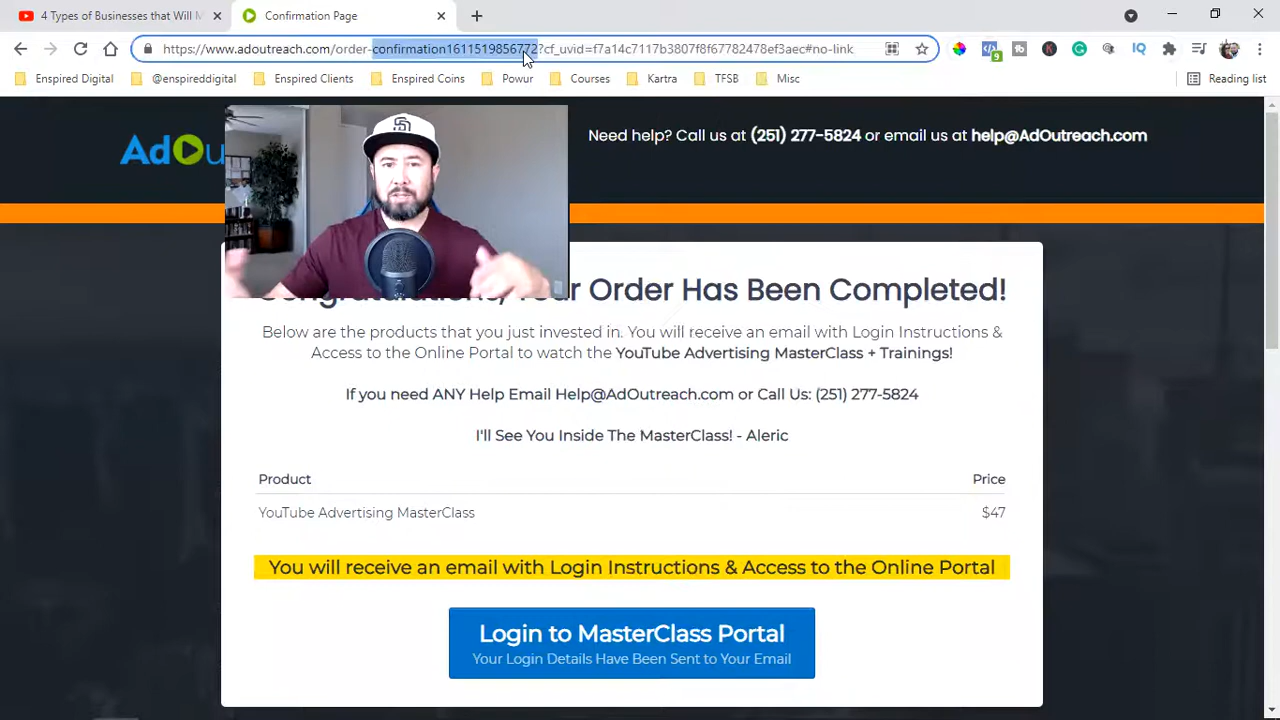 4 Types of Businesses that Will M
Confirmation Page
https://www.adoutreach.com/order-confirmation1611519856772?cf_uvid=f7a14c7117b3807f8f67782478ef3aec#no-link
9
K
IQ
Enspired Digital
@enspireddigital
Enspired Clients
Enspired Coins
Powur
Courses
Kartra
TFSB
Misc
Reading list
AdOu
Need help? Call us at (251) 277-5824 or email us at help@AdOutreach.com
SD
Your Order Has Been Completed!
Below are the products that you just invested in. You will receive an email with Login Instructions &
Access to the Online Portal to watch the YouTube Advertising MasterClass + Trainings!
If you need ANY Help Email Help@AdOutreach.com or Call Us: (251) 277-5824
I'll See You Inside The MasterClass! - Aleric
Product Price
YouTube Advertising MasterClass $47
You will receive an email with Login Instructions & Access to the Online Portal
Login to MasterClass Portal
Your Login Details Have Been Sent to Your Email